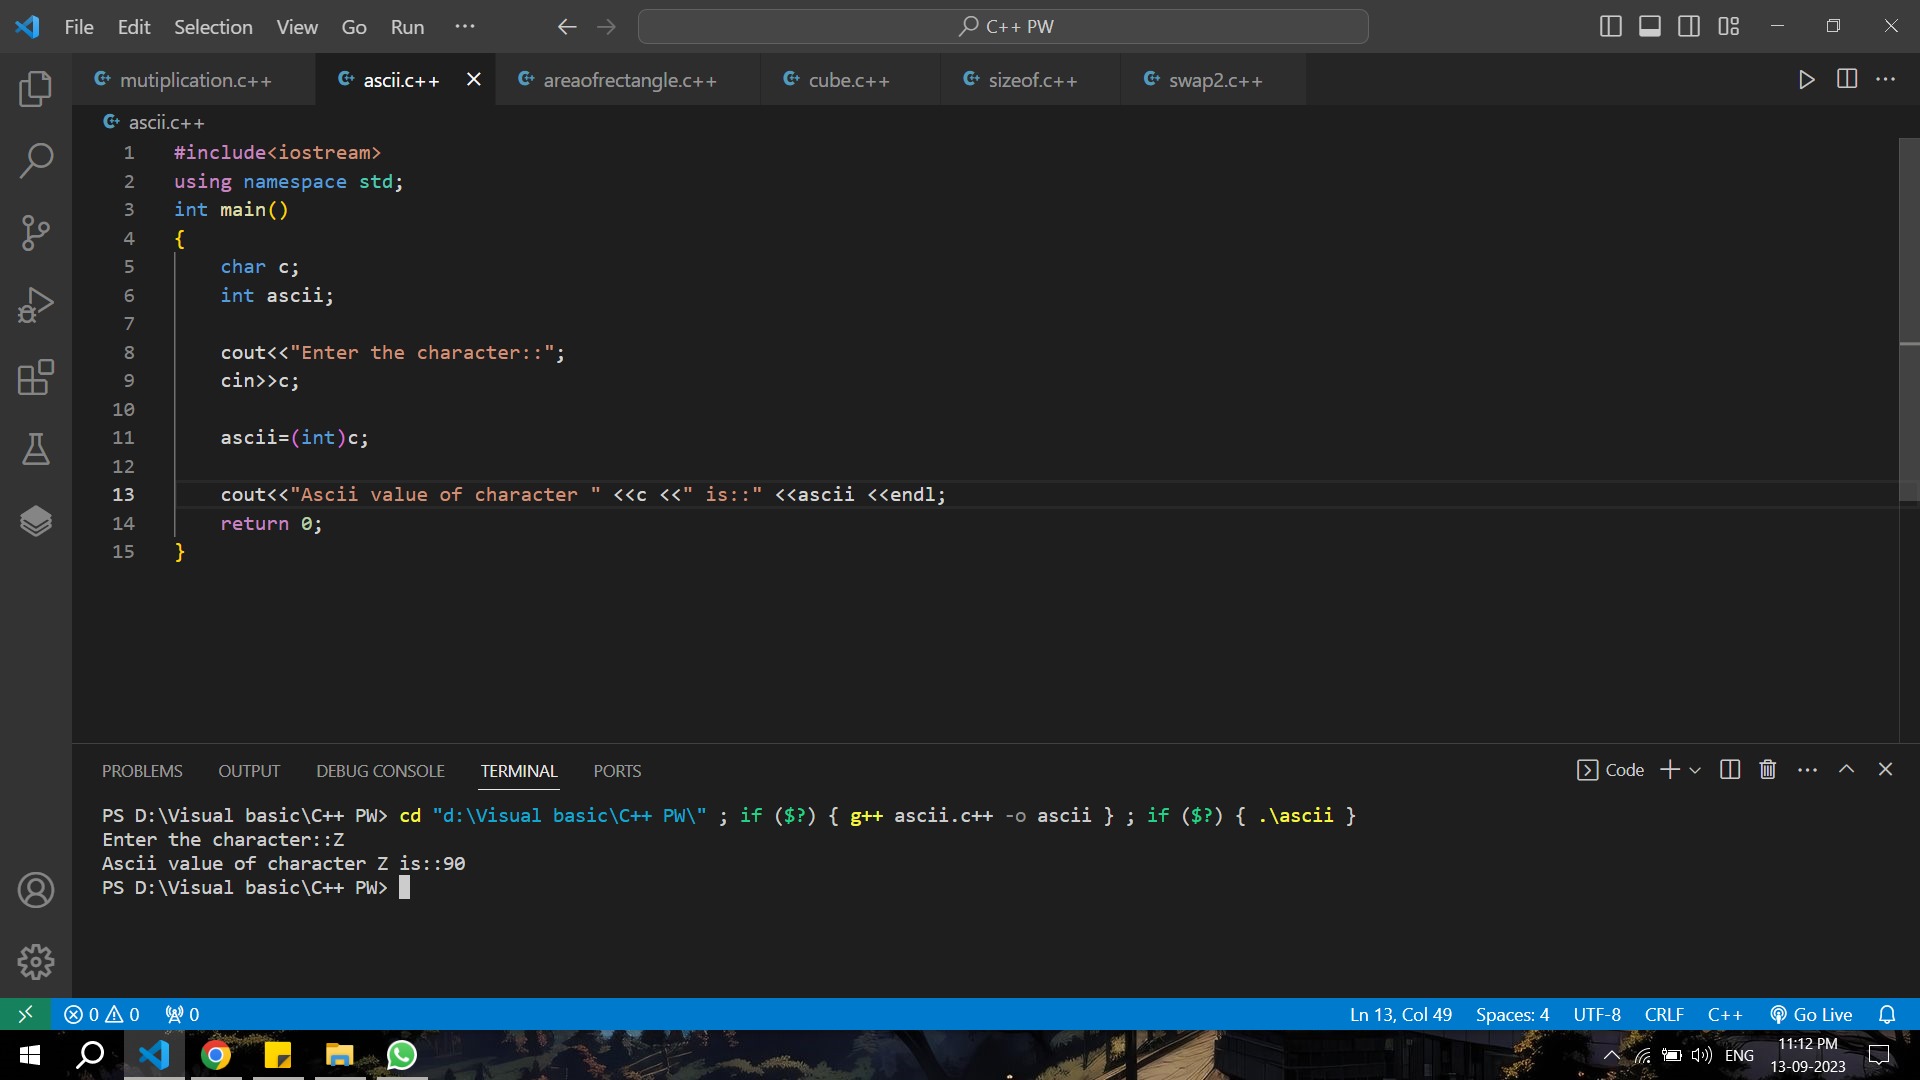 File Edit Selection View Go Run ··· C++ PW
mutiplication.c++ ascii.c++ areaofrectangle.c++ cube.c++ sizeof.c++ swap2.c++
ascii.c++
1 #include<iostream>
2 using namespace std;
3 int main()
4 {
5 char c;
6 int ascii;
7
8 cout<<"Enter the character::";
9 cin>>c;
10
11 ascii=(int)c;
12
13 cout<<"Ascii value of character " <<c <<" is::" <<ascii <<endl;
14 return 0;
15 }
PROBLEMS OUTPUT DEBUG CONSOLE TERMINAL PORTS Code
PS D:\Visual basic\C++ PW> cd "d:\Visual basic\C++ PW\" ; if ($?) { g++ ascii.c++ -o ascii } ; if ($?) { .\ascii }
Enter the character::Z
Ascii value of character Z is::90
PS D:\Visual basic\C++ PW>
0 0 0 Ln 13, Col 49 Spaces: 4 UTF-8 CRLF C++ Go Live
ENG 11:12 PM
13-09-2023